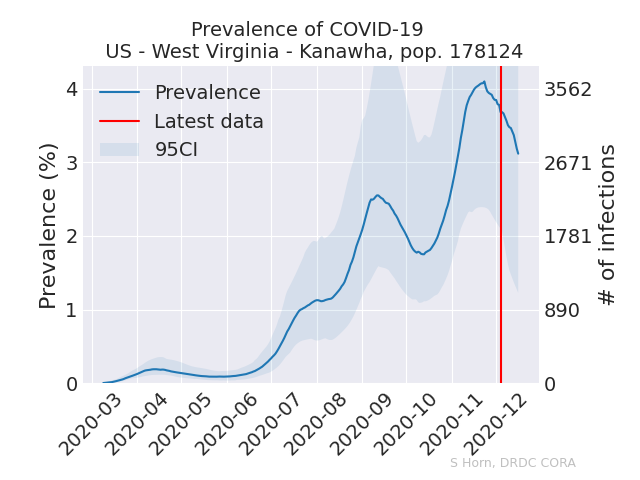 Prevalence of COVID-19
US - West Virginia - Kanawha, pop. 178124
Prevalence
Latest data
95CI
Prevalence (%)
4
3
2
1
0
3562
2671
1781
890
0
# of infections
2020-03
2020-04
2020-05
2020-06
2020-07
2020-08
2020-09
2020-10
2020-11
2020-12
S Horn, DRDC CORA